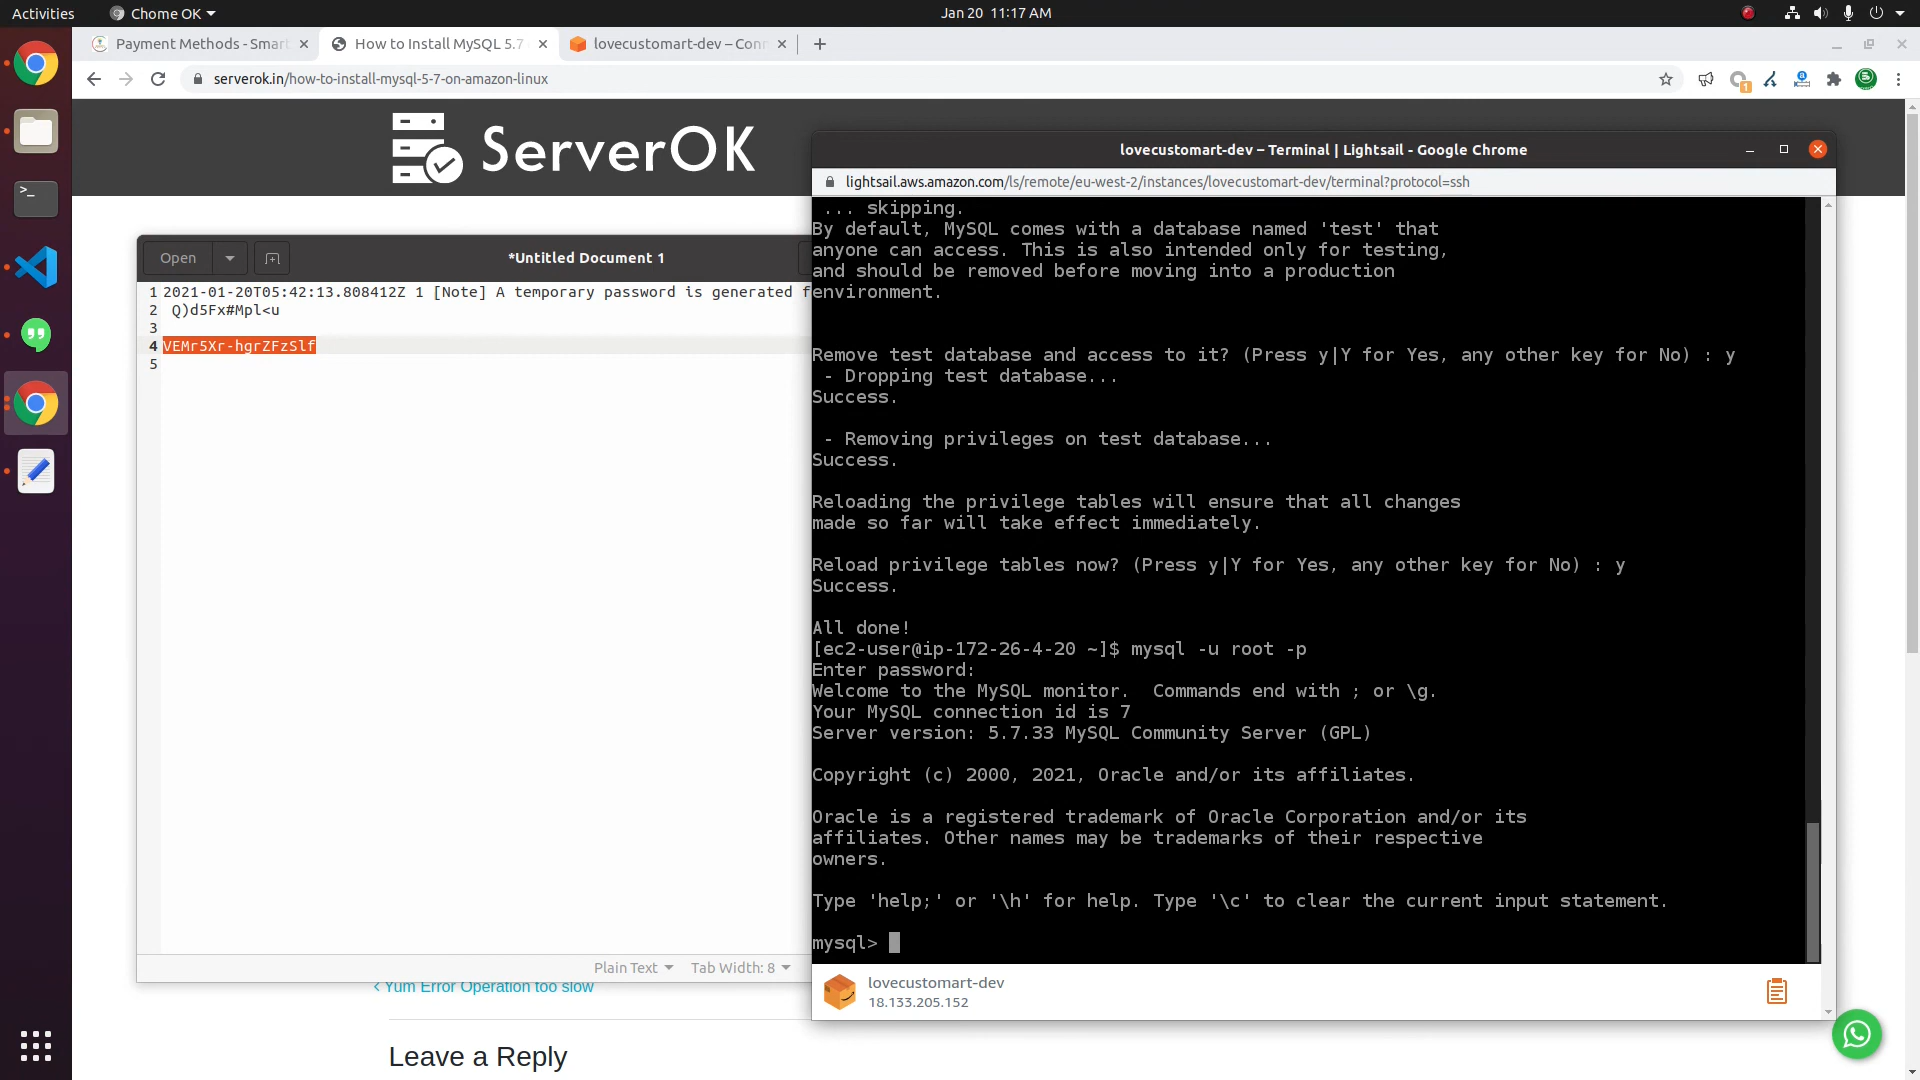 Activities
Chome OK
Jan 20 11:17 AM
Payment Methods - Smart
How to Install MySQL 5.7
lovecustomart-dev – Conn
serverok.in/how-to-install-mysql-5-7-on-amazon-linux
1
ServerOK
lovecustomart-dev – Terminal | Lightsail - Google Chrome
lightsail.aws.amazon.com/ls/remote/eu-west-2/instances/lovecustomart-dev/terminal?protocol=ssh
Open
*Untitled Document 1
1 2021-01-20T05:42:13.808412Z 1 [Note] A temporary password is generated f
2 Q)d5Fx#Mpl<u
3
4 VEMr5Xr-hgrZFzSlf
5
Plain Text
Tab Width: 8
... skipping.
By default, MySQL comes with a database named 'test' that
anyone can access. This is also intended only for testing,
and should be removed before moving into a production
environment.
Remove test database and access to it? (Press y|Y for Yes, any other key for No) : y
- Dropping test database...
Success.
- Removing privileges on test database...
Success.
Reloading the privilege tables will ensure that all changes
made so far will take effect immediately.
Reload privilege tables now? (Press y|Y for Yes, any other key for No) : y
Success.
All done!
[ec2-user@ip-172-26-4-20 ~]$ mysql -u root -p
Enter password:
Welcome to the MySQL monitor.  Commands end with ; or \g.
Your MySQL connection id is 7
Server version: 5.7.33 MySQL Community Server (GPL)
Copyright (c) 2000, 2021, Oracle and/or its affiliates.
Oracle is a registered trademark of Oracle Corporation and/or its
affiliates. Other names may be trademarks of their respective
owners.
Type 'help;' or '\h' for help. Type '\c' to clear the current input statement.
mysql>
lovecustomart-dev
18.133.205.152
‹ Yum Error Operation too slow
Leave a Reply